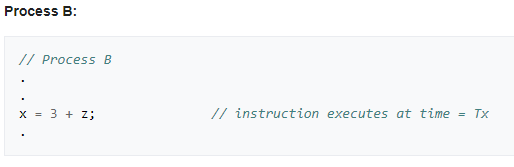 Process B:
// Process B
.
.
x = 3 + z;                // instruction executes at time = Tx
.